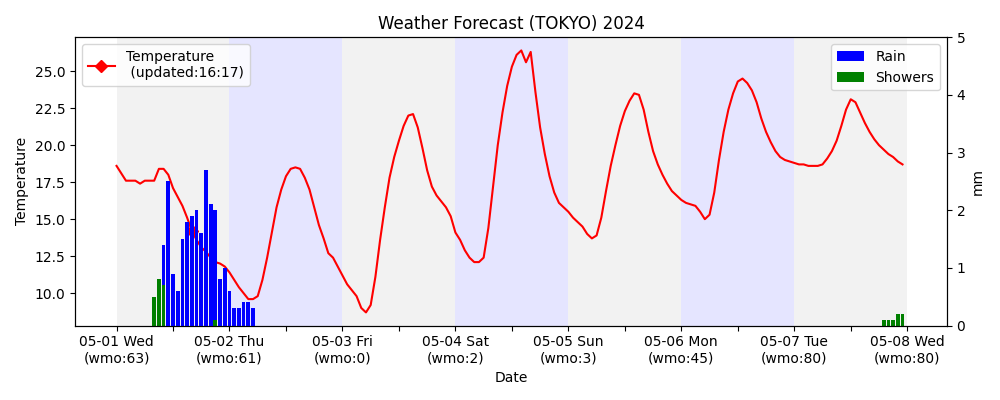 Weather Forecast (TOKYO) 2024
Temperature
(updated:16:17)
Rain
Showers
Temperature
25.0
22.5
20.0
17.5
15.0
12.5
10.0
5
4
3
2
1
0
mm
05-01 Wed 05-02 Thu 05-03 Fri 05-04 Sat 05-05 Sun 05-06 Mon 05-07 Tue 05-08 Wed
(wmo:63) (wmo:61) (wmo:0) (wmo:2) (wmo:3) (wmo:45) (wmo:80) (wmo:80)
Date